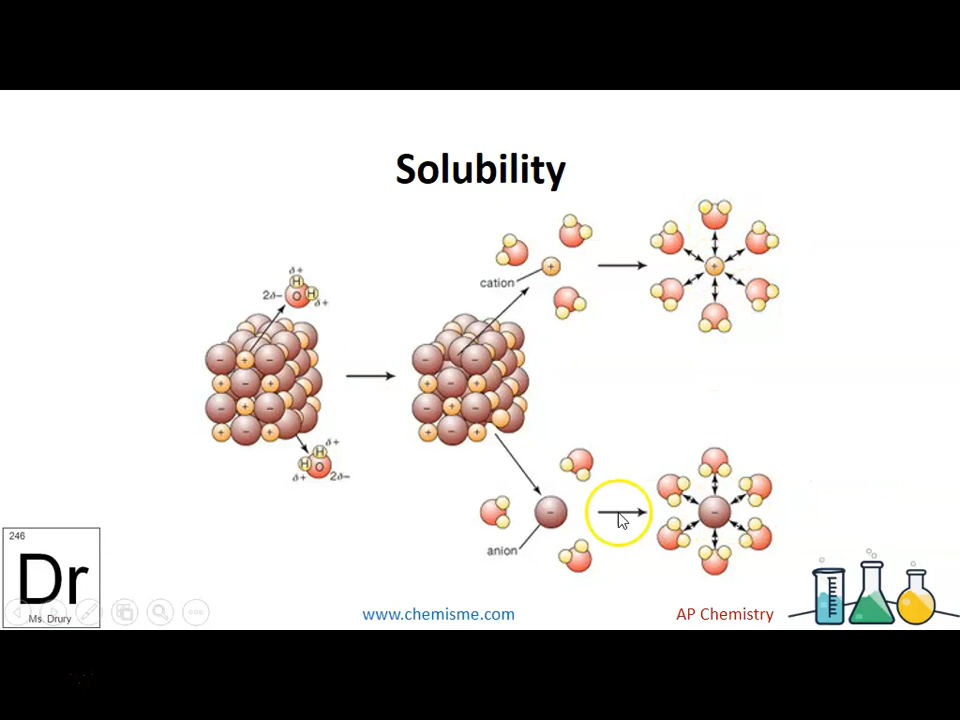 Solubility
δ+
H
2δ− O H
δ+
cation
+
+
− + −
+ − +
− + −
+ − +
− −
+ − +
− + −
+ − +
δ+
H
H O
δ+ 2δ−
−
−
anion
246
Dr
Ms. Drury
www.chemisme.com
AP Chemistry